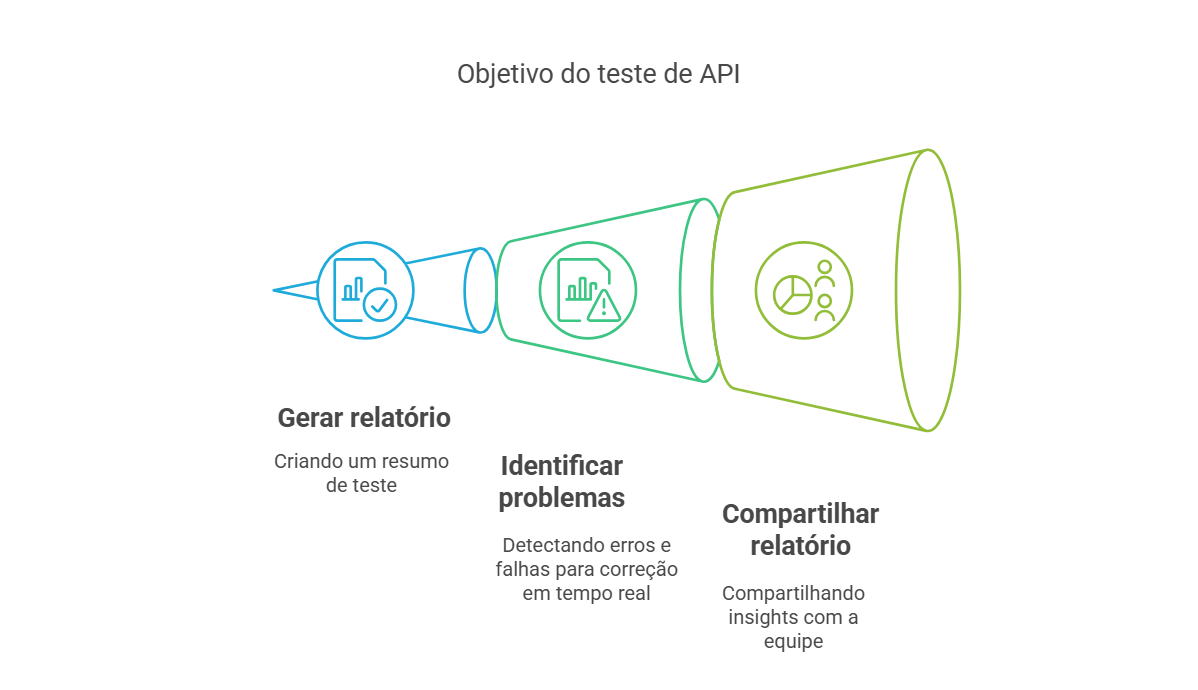 Objetivo do teste de API
Gerar relatório
Criando um resumo
de teste
Identificar
problemas
Detectando erros e
falhas para correção
em tempo real
Compartilhar
relatório
Compartilhando
insights com a
equipe